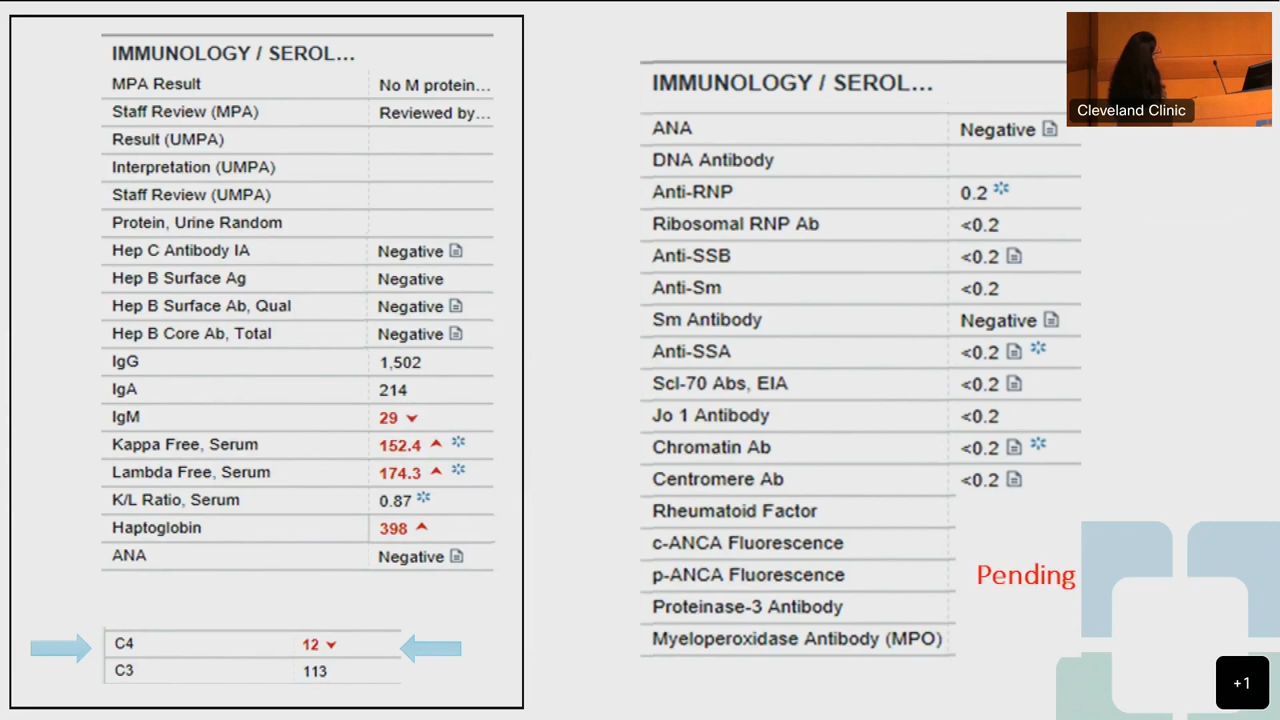 IMMUNOLOGY / SEROL...
MPA Result No M protein...
Staff Review (MPA) Reviewed by...
Result (UMPA)
Interpretation (UMPA)
Staff Review (UMPA)
Protein, Urine Random
Hep C Antibody IA Negative
Hep B Surface Ag Negative
Hep B Surface Ab, Qual Negative
Hep B Core Ab, Total Negative
IgG 1,502
IgA 214
IgM 29
Kappa Free, Serum 152.4
Lambda Free, Serum 174.3
K/L Ratio, Serum 0.87
Haptoglobin 398
ANA Negative
C4 12
C3 113
IMMUNOLOGY / SEROL...
ANA Negative
DNA Antibody
Anti-RNP 0.2
Ribosomal RNP Ab <0.2
Anti-SSB <0.2
Anti-Sm <0.2
Sm Antibody Negative
Anti-SSA <0.2
Scl-70 Abs, EIA <0.2
Jo 1 Antibody <0.2
Chromatin Ab <0.2
Centromere Ab <0.2
Rheumatoid Factor
c-ANCA Fluorescence
p-ANCA Fluorescence
Proteinase-3 Antibody
Myeloperoxidase Antibody (MPO)
Pending
Cleveland Clinic
+1